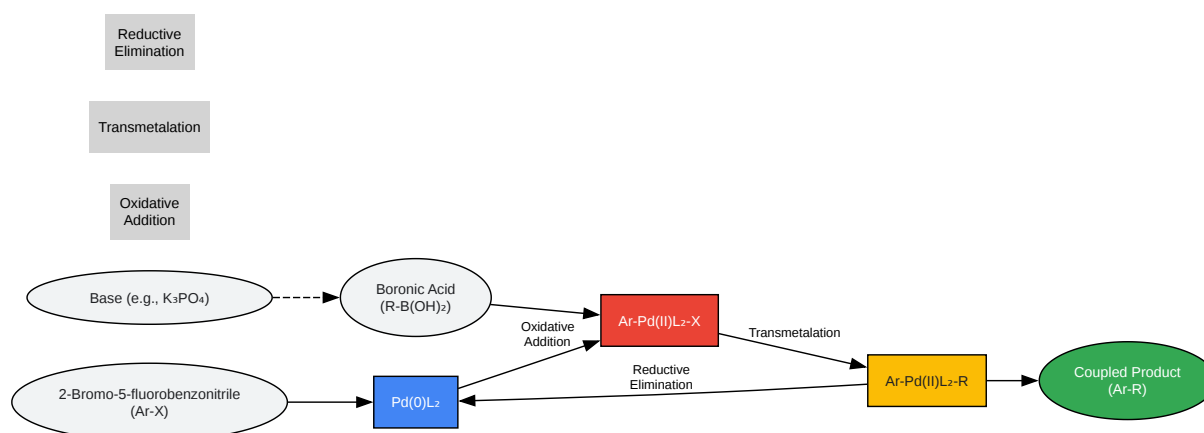 Reductive
Elimination
Transmetalation
Oxidative
Addition
Base (e.g., K₃PO₄)
Boronic Acid
(R-B(OH)₂)
Oxidative
Addition
Ar-Pd(II)L₂-X
Transmetalation
2-Bromo-5-fluorobenzonitrile
(Ar-X)
Pd(0)L₂
Reductive
Elimination
Ar-Pd(II)L₂-R
Coupled Product
(Ar-R)